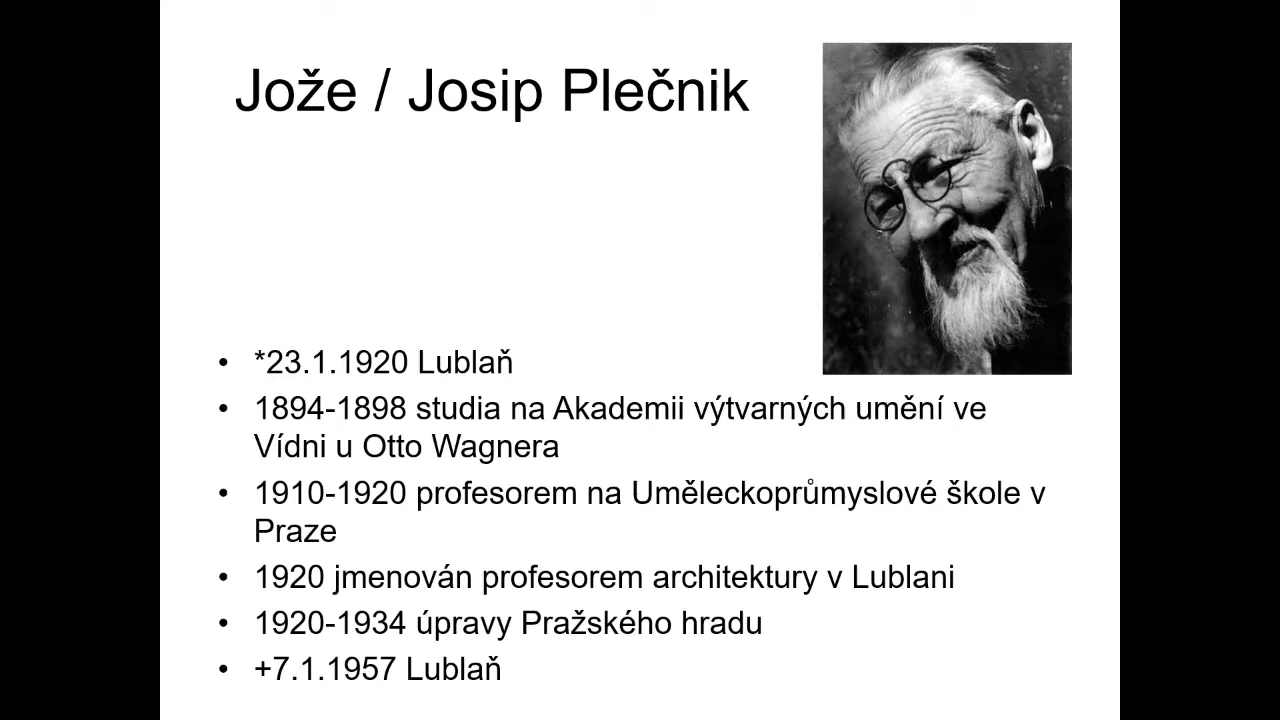 Jože / Josip Plečnik
• *23.1.1920 Lublaň
• 1894-1898 studia na Akademii výtvarných umění ve
Vídni u Otto Wagnera
• 1910-1920 profesorem na Uměleckoprůmyslové škole v
Praze
• 1920 jmenován profesorem architektury v Lublani
• 1920-1934 úpravy Pražského hradu
• +7.1.1957 Lublaň